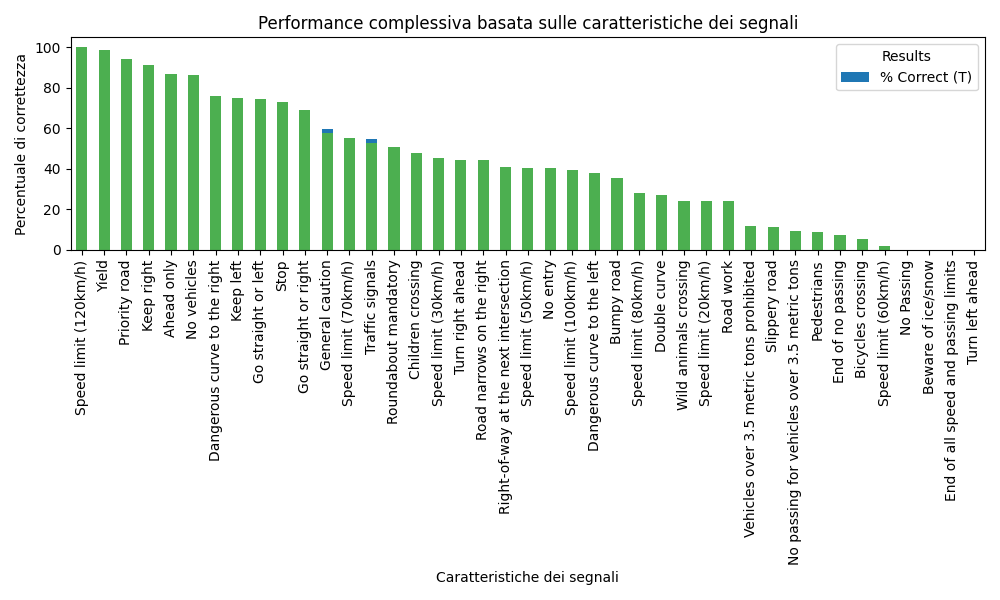 Performance complessiva basata sulle caratteristiche dei segnali
Results
% Correct (T)
Percentuale di correttezza
100
80
60
40
20
0
Speed limit (120km/h)
Yield
Priority road
Keep right
Ahead only
No vehicles
Dangerous curve to the right
Keep left
Go straight or left
Stop
Go straight or right
General caution
Speed limit (70km/h)
Traffic signals
Roundabout mandatory
Children crossing
Speed limit (30km/h)
Turn right ahead
Road narrows on the right
Right-of-way at the next intersection
Speed limit (50km/h)
No entry
Speed limit (100km/h)
Dangerous curve to the left
Bumpy road
Speed limit (80km/h)
Double curve
Wild animals crossing
Speed limit (20km/h)
Road work
Vehicles over 3.5 metric tons prohibited
Slippery road
No passing for vehicles over 3.5 metric tons
Pedestrians
End of no passing
Bicycles crossing
Speed limit (60km/h)
No Passing
Beware of ice/snow
End of all speed and passing limits
Turn left ahead
Caratteristiche dei segnali